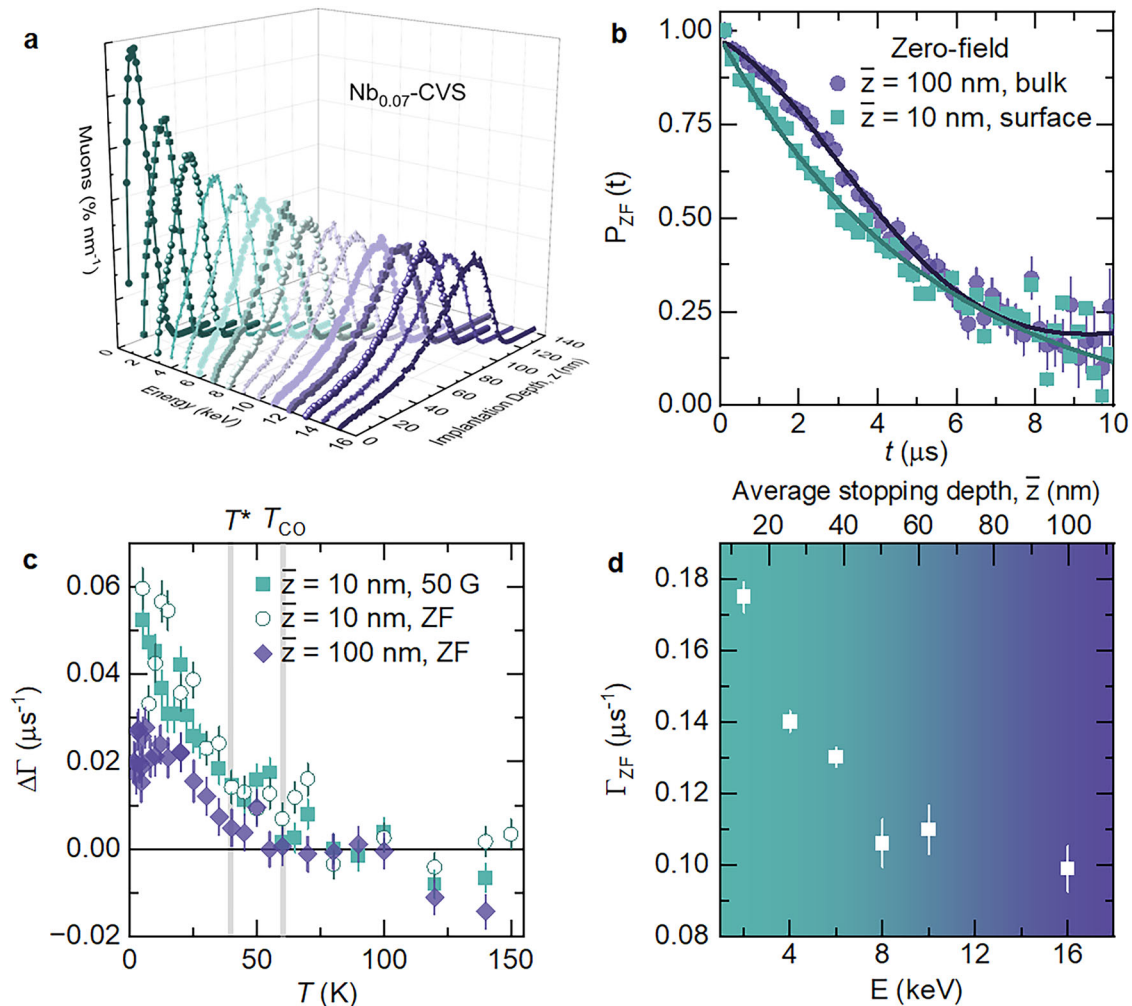 a
Nb0.07-CVS
Muons (% nm⁻¹)
0 2 4 6 8 10 12 14 16
Energy (keV)
0 20 40 60 80 100 120 140
Implantation Depth, z (nm)
b
Zero-field
z̅ = 100 nm, bulk
z̅ = 10 nm, surface
PZF (t)
1.00
0.75
0.50
0.25
0.00
0 2 4 6 8 10
t (μs)
T* TCO
c
z̅ = 10 nm, 50 G
z̅ = 10 nm, ZF
z̅ = 100 nm, ZF
ΔΓ (μs⁻¹)
0.06
0.04
0.02
0.00
−0.02
0 50 100 150
T (K)
Average stopping depth, z̅ (nm)
20 40 60 80 100
d
ΓZF (μs⁻¹)
0.18
0.16
0.14
0.12
0.10
0.08
4 8 12 16
E (keV)